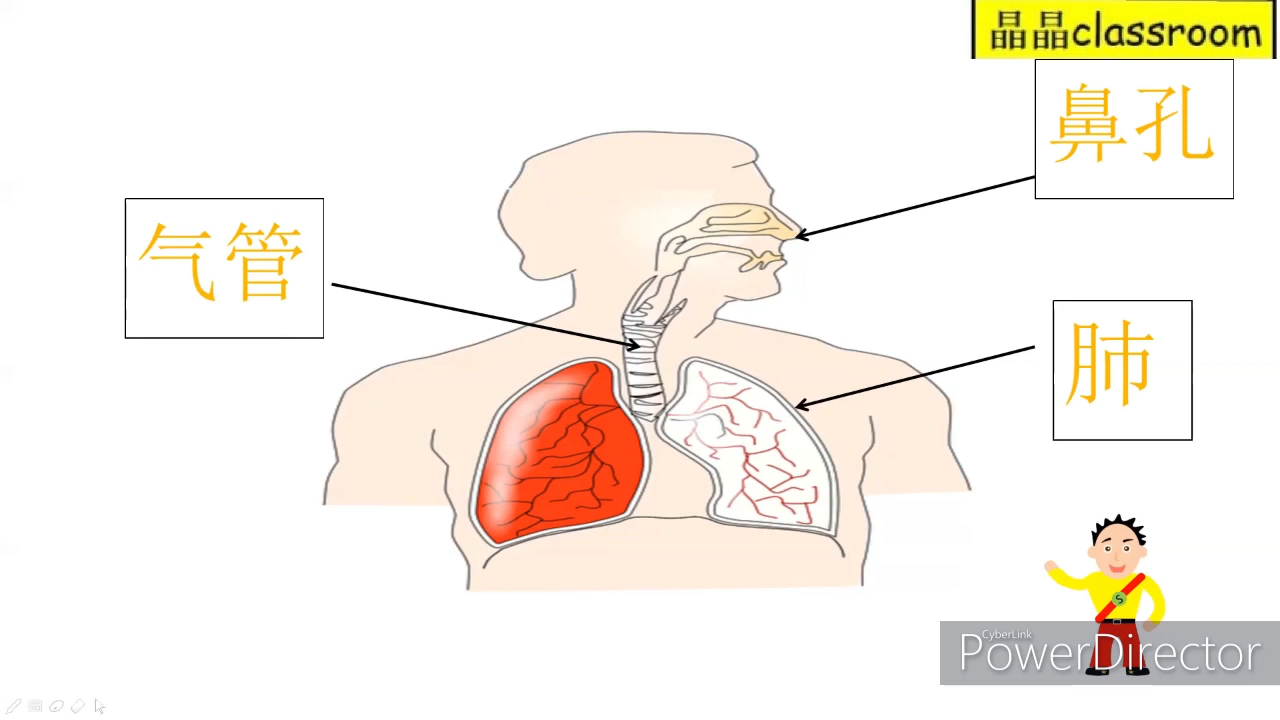 晶晶classroom
鼻孔
气管
肺
S
CyberLink
PowerDirector